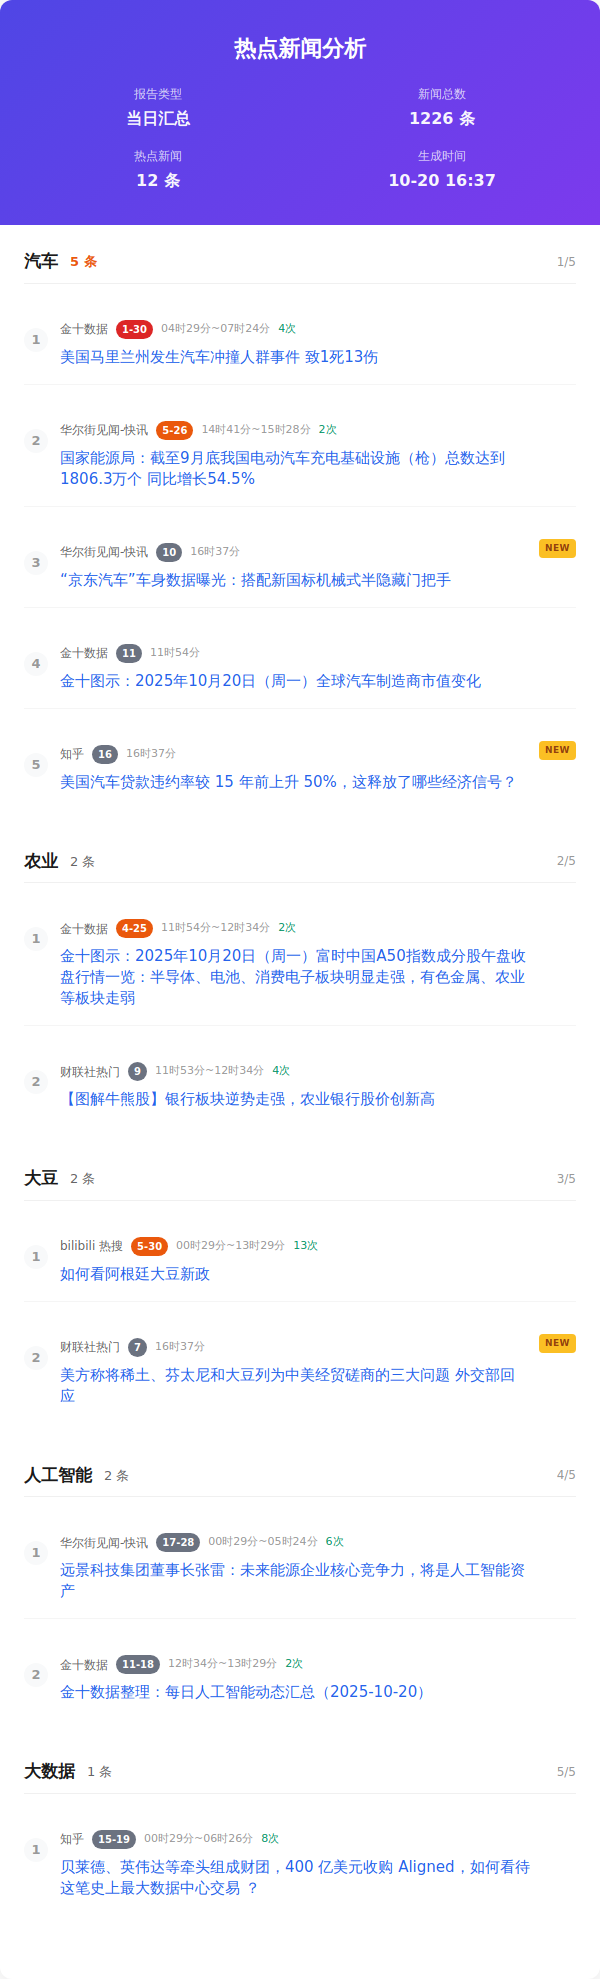 热点新闻分析
报告类型
新闻总数
当日汇总
1226 条
热点新闻
生成时间
12 条
10-20 16:37
汽车 5 条 1/5
1 金十数据 1-30 04时29分~07时24分 4次
美国马里兰州发生汽车冲撞人群事件 致1死13伤
2 华尔街见闻-快讯 5-26 14时41分~15时28分 2次
国家能源局：截至9月底我国电动汽车充电基础设施（枪）总数达到
1806.3万个 同比增长54.5%
3 华尔街见闻-快讯 10 16时37分 NEW
“京东汽车”车身数据曝光：搭配新国标机械式半隐藏门把手
4 金十数据 11 11时54分
金十图示：2025年10月20日（周一）全球汽车制造商市值变化
5 知乎 16 16时37分 NEW
美国汽车贷款违约率较 15 年前上升 50%，这释放了哪些经济信号？
农业 2 条 2/5
1 金十数据 4-25 11时54分~12时34分 2次
金十图示：2025年10月20日（周一）富时中国A50指数成分股午盘收
盘行情一览：半导体、电池、消费电子板块明显走强，有色金属、农业
等板块走弱
2 财联社热门 9 11时53分~12时34分 4次
【图解牛熊股】银行板块逆势走强，农业银行股价创新高
大豆 2 条 3/5
1 bilibili 热搜 5-30 00时29分~13时29分 13次
如何看阿根廷大豆新政
2 财联社热门 7 16时37分 NEW
美方称将稀土、芬太尼和大豆列为中美经贸磋商的三大问题 外交部回
应
人工智能 2 条 4/5
1 华尔街见闻-快讯 17-28 00时29分~05时24分 6次
远景科技集团董事长张雷：未来能源企业核心竞争力，将是人工智能资
产
2 金十数据 11-18 12时34分~13时29分 2次
金十数据整理：每日人工智能动态汇总（2025-10-20）
大数据 1 条 5/5
1 知乎 15-19 00时29分~06时26分 8次
贝莱德、英伟达等牵头组成财团，400 亿美元收购 Aligned，如何看待
这笔史上最大数据中心交易 ？